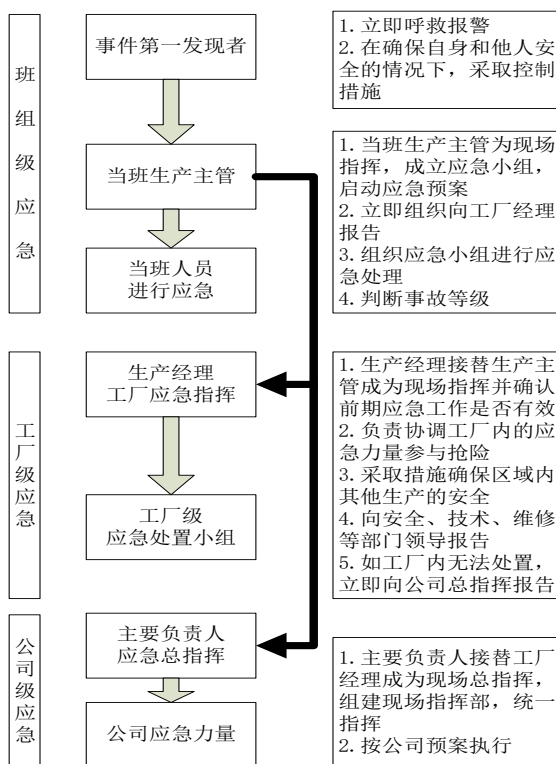 班
组
级
应
急
事件第一发现者
1. 立即呼救报警
2. 在确保自身和他人安
全的情况下，采取控制
措施
当班生产主管
1. 当班生产主管为现场
指挥，成立应急小组，
启动应急预案
2. 立即组织向工厂经理
报告
3. 组织应急小组进行应
急处理
4. 判断事故等级
当班人员
进行应急
工
厂
级
应
急
生产经理
工厂应急指挥
1. 生产经理接替生产主
管成为现场指挥并确认
前期应急工作是否有效
2. 负责协调工厂内的应
急力量参与抢险
3. 采取措施确保区域内
其他生产的安全
4. 向安全、技术、维修
等部门领导报告
5. 如工厂内无法处置，
立即向公司总指挥报告
工厂级
应急处置小组
公
司
级
应
急
主要负责人
应急总指挥
1. 主要负责人接替工厂
经理成为现场总指挥，
组建现场指挥部，统一
指挥
2. 按公司预案执行
公司应急力量